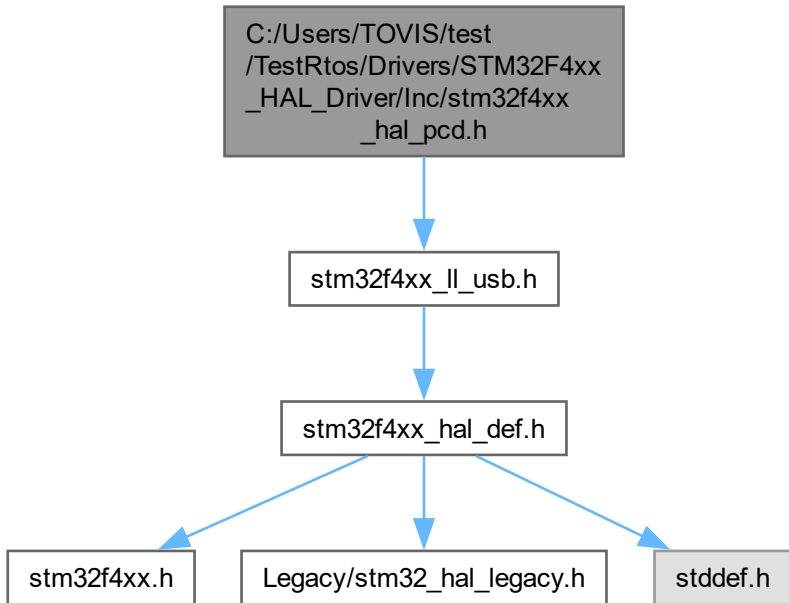 C:/Users/TOVIS/test
/TestRtos/Drivers/STM32F4xx
_HAL_Driver/Inc/stm32f4xx
_hal_pcd.h
stm32f4xx_ll_usb.h
stm32f4xx_hal_def.h
stm32f4xx.h
Legacy/stm32_hal_legacy.h
stddef.h